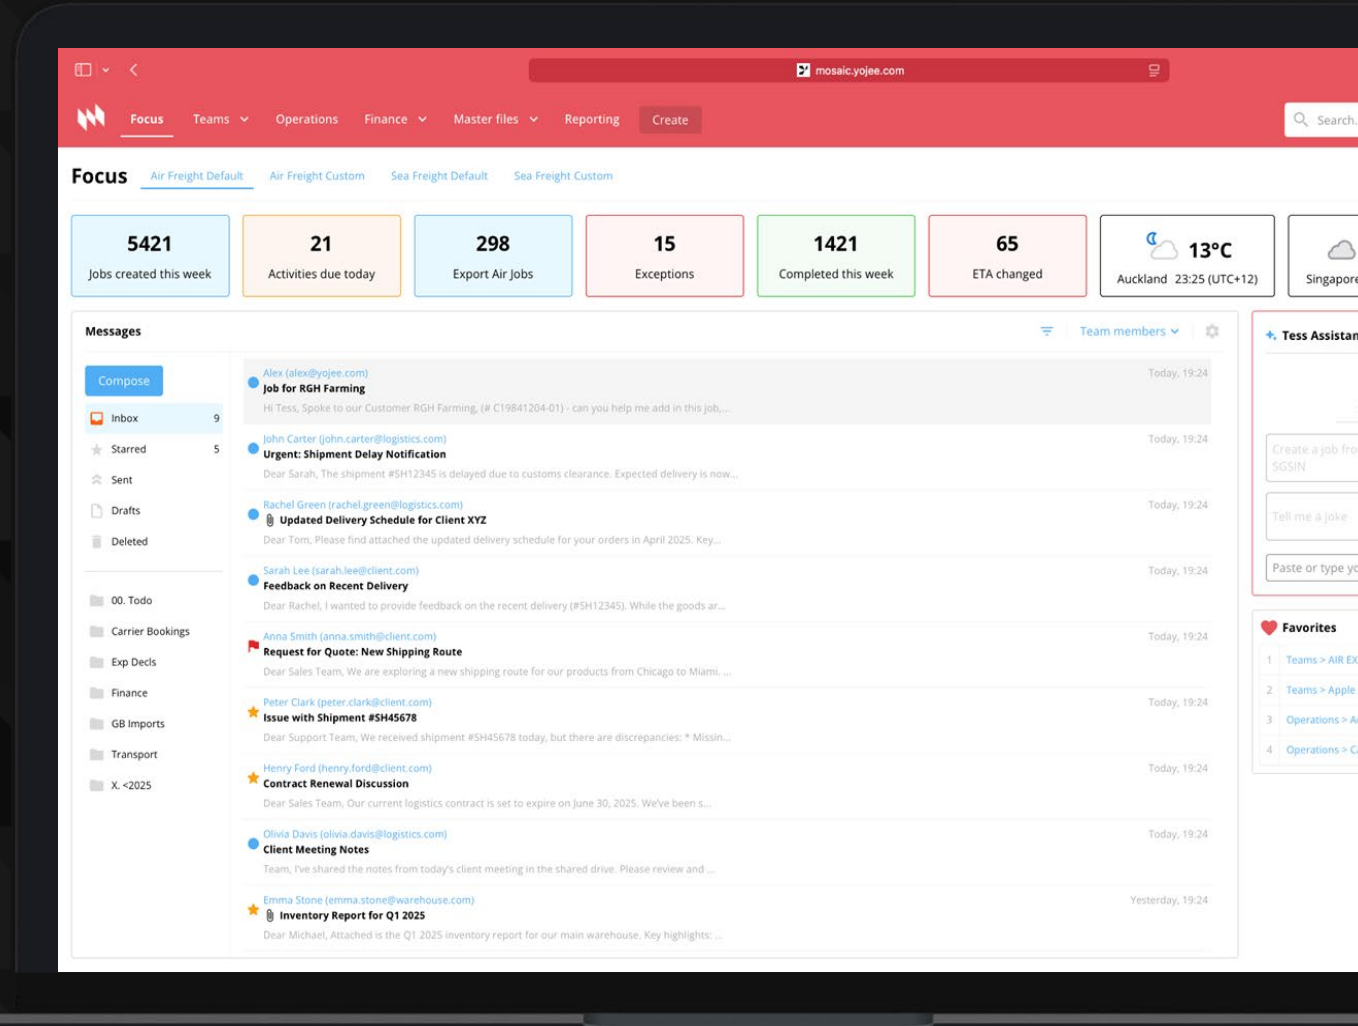 mosaic.yojee.com
Focus Teams Operations Finance Master files Reporting Create
Search.
Focus Air Freight Default Air Freight Custom Sea Freight Default Sea Freight Custom
5421
Jobs created this week
21
Activities due today
298
Export Air Jobs
15
Exceptions
1421
Completed this week
65
ETA changed
13°C
Auckland 23:25 (UTC+12)
Singapore
Messages
Team members
Compose
Inbox 9
Starred 5
Sent
Drafts
Deleted
00. Todo
Carrier Bookings
Exp Decls
Finance
GB Imports
Transport
X. <2025
Alex (alex@yojee.com) Today, 19:24
Job for RGH Farming
Hi Tess, Spoke to our Customer RGH Farming, (# C19841204-01) - can you help me add in this job,...
John Carter (john.carter@logistics.com) Today, 19:24
Urgent: Shipment Delay Notification
Dear Sarah, The shipment #SH12345 is delayed due to customs clearance. Expected delivery is now...
Rachel Green (rachel.green@logistics.com) Today, 19:24
Updated Delivery Schedule for Client XYZ
Dear Tom, Please find attached the updated delivery schedule for your orders in April 2025. Key...
Sarah Lee (sarah.lee@client.com) Today, 19:24
Feedback on Recent Delivery
Dear Rachel, I wanted to provide feedback on the recent delivery (#SH12345). While the goods ar...
Anna Smith (anna.smith@client.com) Today, 19:24
Request for Quote: New Shipping Route
Dear Sales Team, We are exploring a new shipping route for our products from Chicago to Miami. ...
Peter Clark (peter.clark@client.com) Today, 19:24
Issue with Shipment #SH45678
Dear Support Team, We received shipment #SH45678 today, but there are discrepancies: * Missin...
Henry Ford (henry.ford@client.com) Today, 19:24
Contract Renewal Discussion
Dear Sales Team, Our current logistics contract is set to expire on June 30, 2025. We've been s...
Olivia Davis (olivia.davis@logistics.com) Today, 19:24
Client Meeting Notes
Team, I've shared the notes from today's client meeting in the shared drive. Please review and ...
Emma Stone (emma.stone@warehouse.com) Yesterday, 19:24
Inventory Report for Q1 2025
Dear Michael, Attached is the Q1 2025 inventory report for our main warehouse. Key highlights: ...
Tess Assistan
Create a job fro
SGSIN
Tell me a joke
Paste or type yo
Favorites
1 Teams > AIR EX
2 Teams > Apple
3 Operations > A
4 Operations > C